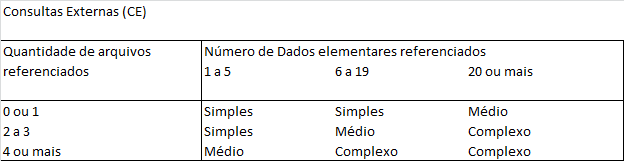 Consultas Externas (CE)
Quantidade de arquivos referenciados Número de Dados elementares referenciados
1 a 5 6 a 19 20 ou mais
0 ou 1 Simples Simples Médio
2 a 3 Simples Médio Complexo
4 ou mais Médio Complexo Complexo